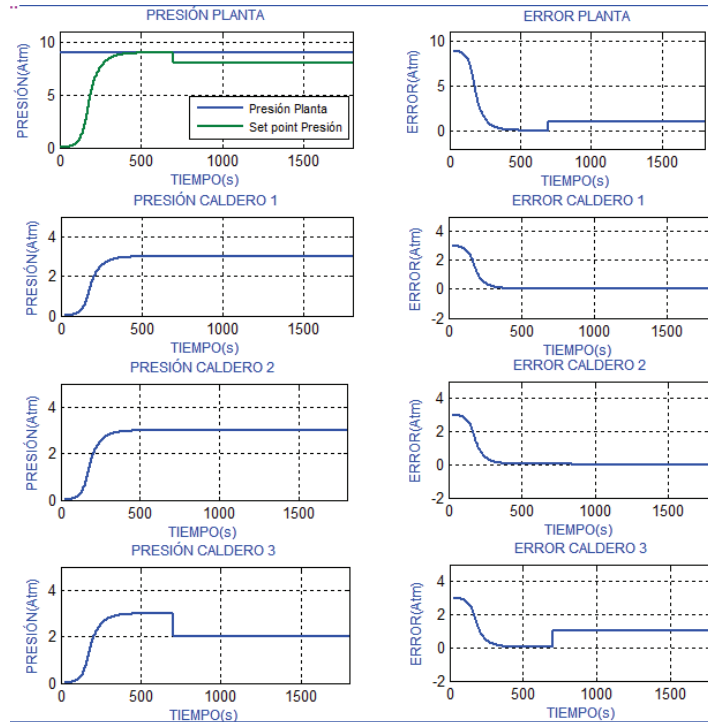 PRESIÓN PLANTA
PRESIÓN(Atm)
10
5
0
0 500 1000 1500
TIEMPO(s)
Presión Planta
Set point Presión
ERROR PLANTA
ERROR(Atm)
10
5
0
0 500 1000 1500
TIEMPO(s)
PRESIÓN CALDERO 1
PRESIÓN(Atm)
4
2
0
0 500 1000 1500
TIEMPO(s)
ERROR CALDERO 1
ERROR(Atm)
4
2
0
-2
0 500 1000 1500
TIEMPO(s)
PRESIÓN CALDERO 2
PRESIÓN(Atm)
4
2
0
0 500 1000 1500
TIEMPO(s)
ERROR CALDERO 2
ERROR(Atm)
4
2
0
-2
0 500 1000 1500
TIEMPO(s)
PRESIÓN CALDERO 3
PRESIÓN(Atm)
4
2
0
0 500 1000 1500
TIEMPO(s)
ERROR CALDERO 3
ERROR(Atm)
4
2
0
-2
0 500 1000 1500
TIEMPO(s)